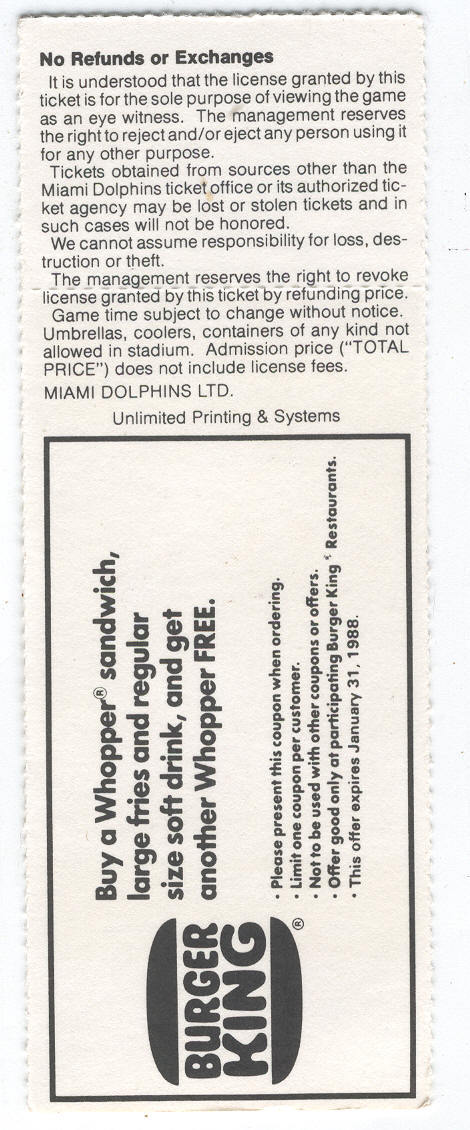 No Refunds or Exchanges
It is understood that the license granted by this
ticket is for the sole purpose of viewing the game
as an eye witness. The management reserves
the right to reject and/or eject any person using it
for any other purpose.
Tickets obtained from sources other than the
Miami Dolphins ticket office or its authorized tic-
ket agency may be lost or stolen tickets and in
such cases will not be honored.
We cannot assume responsibility for loss, des-
truction or theft.
The management reserves the right to revoke
license granted by this ticket by refunding price.
Game time subject to change without notice.
Umbrellas, coolers, containers of any kind not
allowed in stadium. Admission price ("TOTAL
PRICE") does not include license fees.
MIAMI DOLPHINS LTD.
Unlimited Printing & Systems
Buy a Whopper® sandwich,
large fries and regular
size soft drink, and get
another Whopper FREE.
• Please present this coupon when ordering.
• Limit one coupon per customer.
• Not to be used with other coupons or offers.
• Offer good only at participating Burger King® Restaurants.
• This offer expires January 31, 1988.
BURGER
KING
®